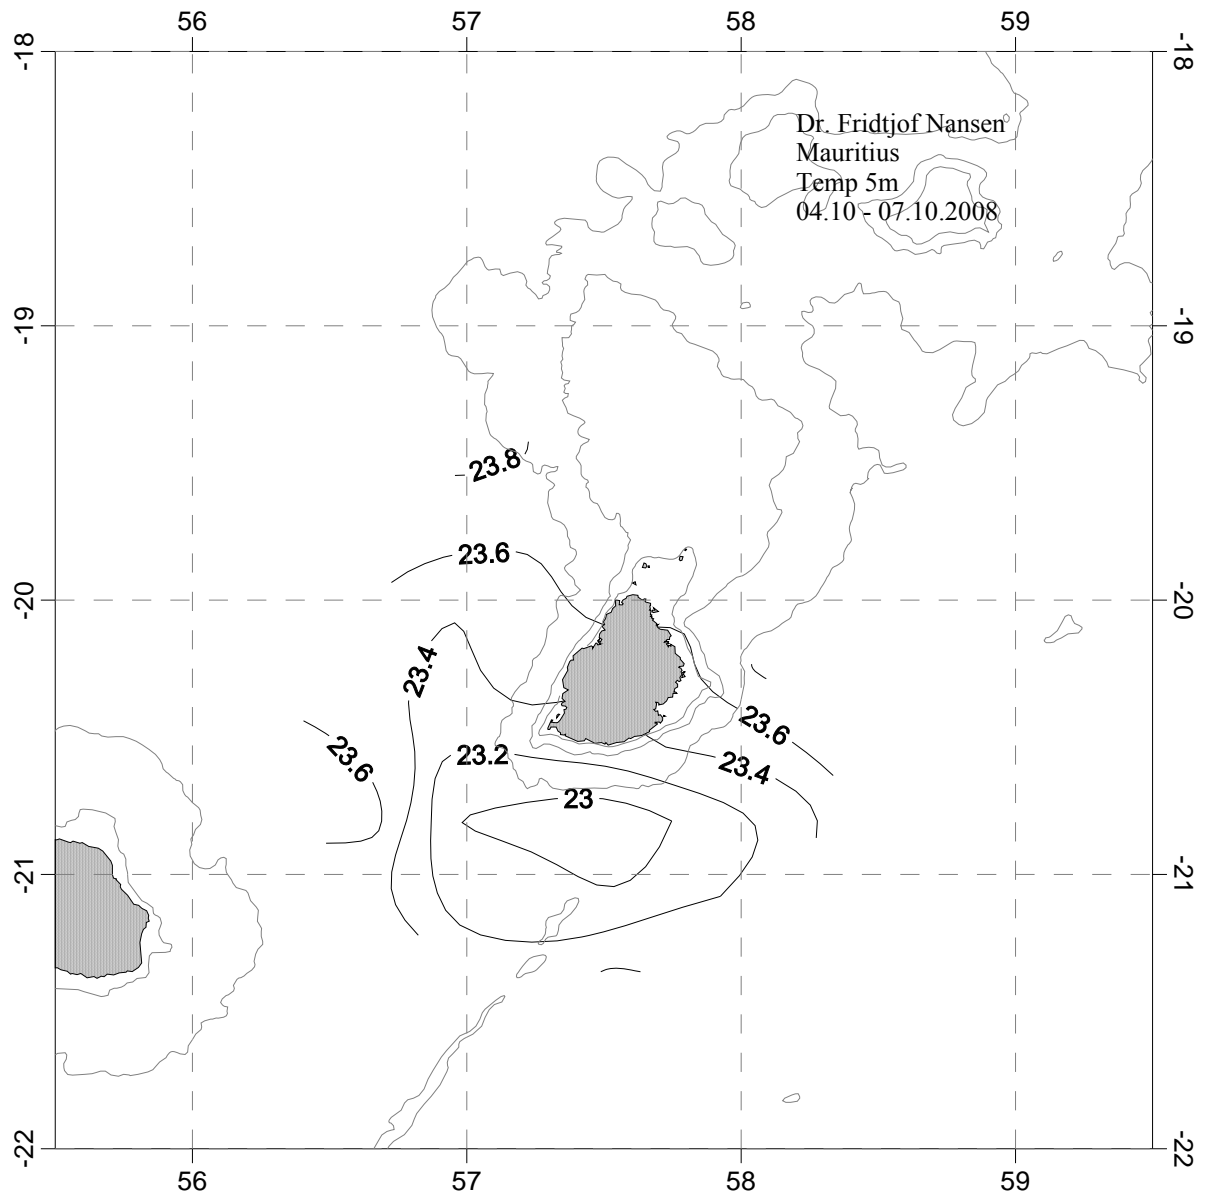 56 57 58 59
-18 -18
Dr. Fridtjof Nansen
Mauritius
Temp 5m
04.10 - 07.10.2008
-19 -19
23.8
23.6
-20 -20
23.4
23.6
23.6
23.2
23.4
23
-21 -21
-22 -22
56 57 58 59